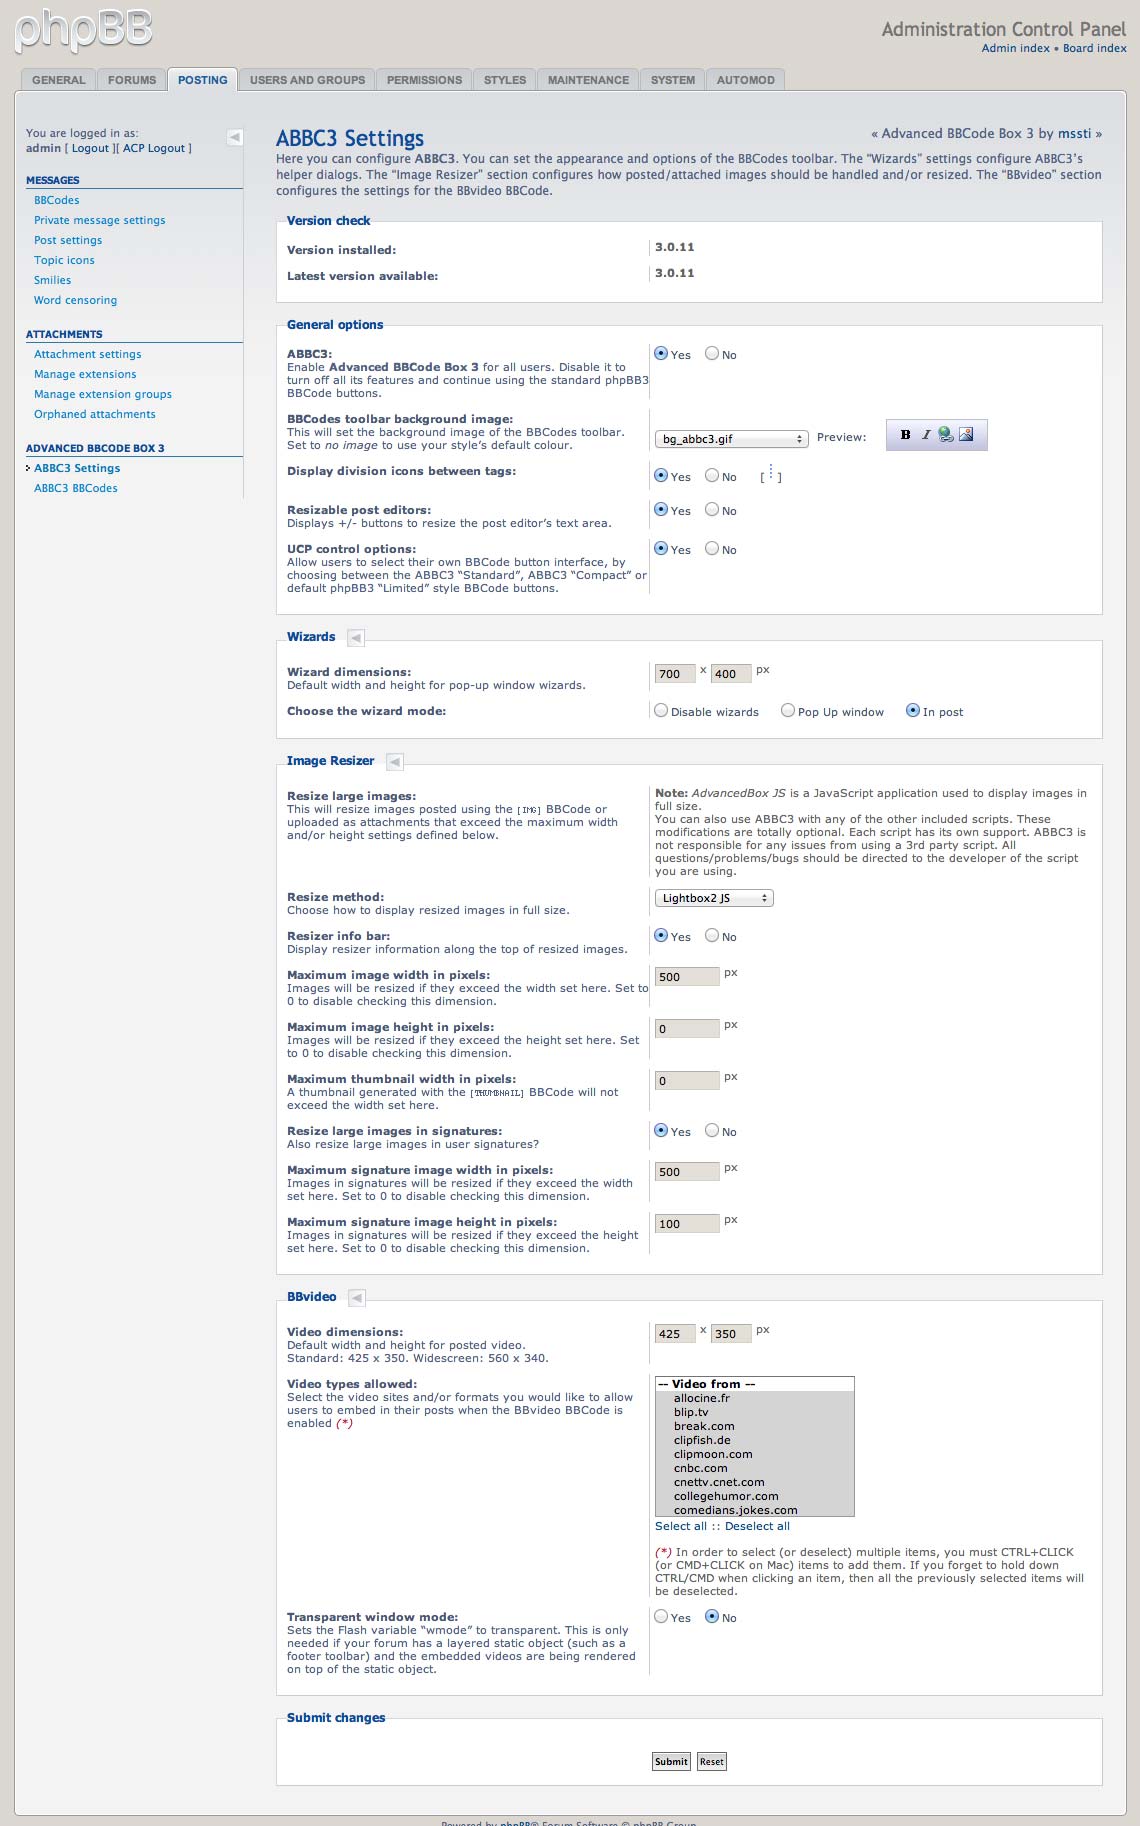 phpBB
Administration Control Panel
Admin index • Board index
GENERAL FORUMS POSTING USERS AND GROUPS PERMISSIONS STYLES MAINTENANCE SYSTEM AUTOMOD
You are logged in as:
admin [ Logout ][ ACP Logout ]
MESSAGES
BBCodes
Private message settings
Post settings
Topic icons
Smilies
Word censoring
ATTACHMENTS
Attachment settings
Manage extensions
Manage extension groups
Orphaned attachments
ADVANCED BBCODE BOX 3
ABBC3 Settings
ABBC3 BBCodes
ABBC3 Settings
« Advanced BBCode Box 3 by mssti »
Here you can configure ABBC3. You can set the appearance and options of the BBCodes toolbar. The “Wizards” settings configure ABBC3’s
helper dialogs. The “Image Resizer” section configures how posted/attached images should be handled and/or resized. The “BBvideo” section
configures the settings for the BBvideo BBCode.
Version check
Version installed: 3.0.11
Latest version available: 3.0.11
General options
ABBC3: Yes No
Enable Advanced BBCode Box 3 for all users. Disable it to
turn off all its features and continue using the standard phpBB3
BBCode buttons.
BBCodes toolbar background image:
This will set the background image of the BBCodes toolbar.
Set to no image to use your style’s default colour.
bg_abbc3.gif Preview: B I
Display division icons between tags: Yes No [ ⋮ ]
Resizable post editors: Yes No
Displays +/- buttons to resize the post editor’s text area.
UCP control options: Yes No
Allow users to select their own BBCode button interface, by
choosing between the ABBC3 “Standard”, ABBC3 “Compact” or
default phpBB3 “Limited” style BBCode buttons.
Wizards
Wizard dimensions: 700 x 400 px
Default width and height for pop-up window wizards.
Choose the wizard mode: Disable wizards Pop Up window In post
Image Resizer
Resize large images:
This will resize images posted using the [IMG] BBCode or
uploaded as attachments that exceed the maximum width
and/or height settings defined below.
Note: AdvancedBox JS is a JavaScript application used to display images in
full size.
You can also use ABBC3 with any of the other included scripts. These
modifications are totally optional. Each script has its own support. ABBC3 is
not responsible for any issues from using a 3rd party script. All
questions/problems/bugs should be directed to the developer of the script
you are using.
Resize method: Lightbox2 JS
Choose how to display resized images in full size.
Resizer info bar: Yes No
Display resizer information along the top of resized images.
Maximum image width in pixels: 500 px
Images will be resized if they exceed the width set here. Set to
0 to disable checking this dimension.
Maximum image height in pixels: 0 px
Images will be resized if they exceed the height set here. Set
to 0 to disable checking this dimension.
Maximum thumbnail width in pixels: 0 px
A thumbnail generated with the [THUMBNAIL] BBCode will not
exceed the width set here.
Resize large images in signatures: Yes No
Also resize large images in user signatures?
Maximum signature image width in pixels: 500 px
Images in signatures will be resized if they exceed the width
set here. Set to 0 to disable checking this dimension.
Maximum signature image height in pixels: 100 px
Images in signatures will be resized if they exceed the height
set here. Set to 0 to disable checking this dimension.
BBvideo
Video dimensions: 425 x 350 px
Default width and height for posted video.
Standard: 425 x 350. Widescreen: 560 x 340.
Video types allowed:
Select the video sites and/or formats you would like to allow
users to embed in their posts when the BBvideo BBCode is
enabled (*)
-- Video from --
allocine.fr
blip.tv
break.com
clipfish.de
clipmoon.com
cnbc.com
cnettv.cnet.com
collegehumor.com
comedians.jokes.com
Select all :: Deselect all
(*) In order to select (or deselect) multiple items, you must CTRL+CLICK
(or CMD+CLICK on Mac) items to add them. If you forget to hold down
CTRL/CMD when clicking an item, then all the previously selected items will
be deselected.
Transparent window mode: Yes No
Sets the Flash variable “wmode” to transparent. This is only
needed if your forum has a layered static object (such as a
footer toolbar) and the embedded videos are being rendered
on top of the static object.
Submit changes
Submit Reset
Powered by phpBB® Forum Software © phpBB Group